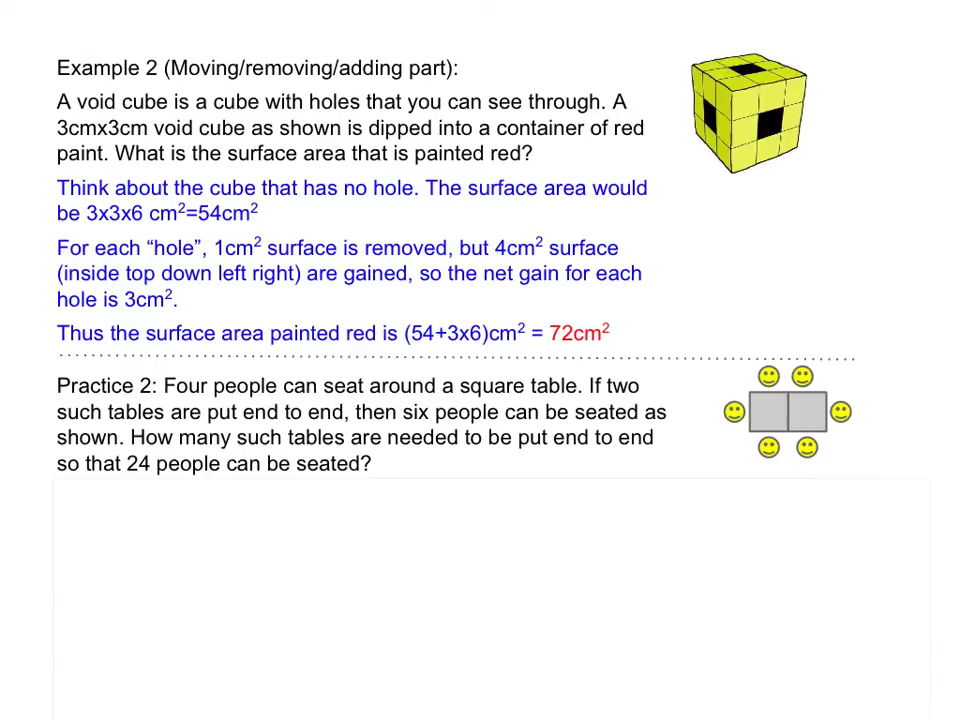 Example 2 (Moving/removing/adding part):
A void cube is a cube with holes that you can see through. A
3cmx3cm void cube as shown is dipped into a container of red
paint. What is the surface area that is painted red?
Think about the cube that has no hole. The surface area would
be 3x3x6 cm²=54cm²
For each “hole”, 1cm² surface is removed, but 4cm² surface
(inside top down left right) are gained, so the net gain for each
hole is 3cm².
Thus the surface area painted red is (54+3x6)cm² = 72cm²
Practice 2: Four people can seat around a square table. If two
such tables are put end to end, then six people can be seated as
shown. How many such tables are needed to be put end to end
so that 24 people can be seated?